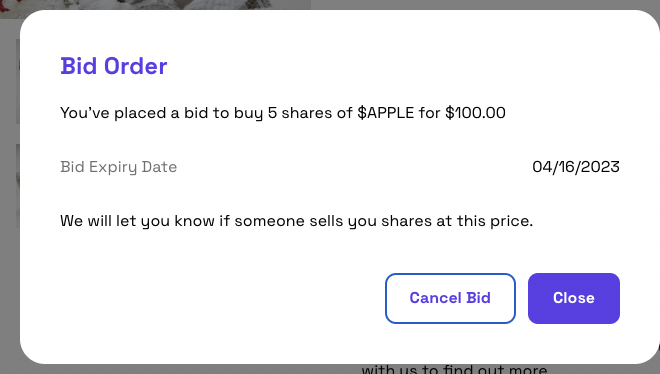 Bid Order
You've placed a bid to buy 5 shares of $APPLE for $100.00
Bid Expiry Date 04/16/2023
We will let you know if someone sells you shares at this price.
Cancel Bid Close
with us to find out more